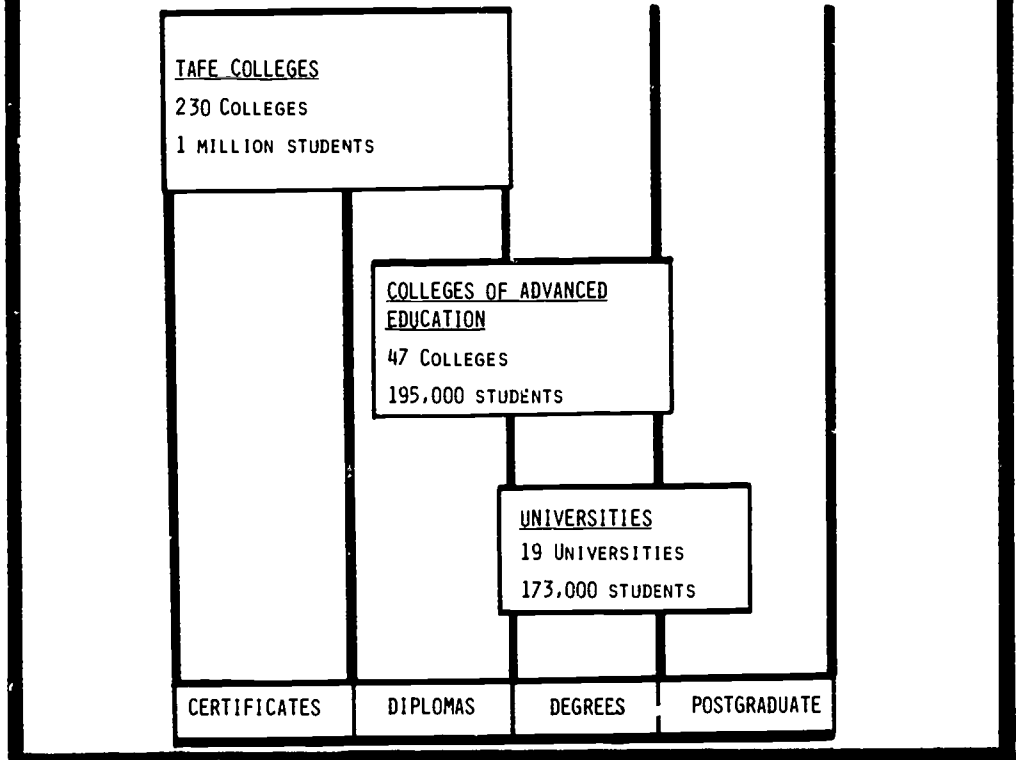 TAFE COLLEGES
230 COLLEGES
1 MILLION STUDENTS
COLLEGES OF ADVANCED
EDUCATION
47 COLLEGES
195,000 STUDENTS
UNIVERSITIES
19 UNIVERSITIES
173,000 STUDENTS
CERTIFICATES DIPLOMAS DEGREES POSTGRADUATE